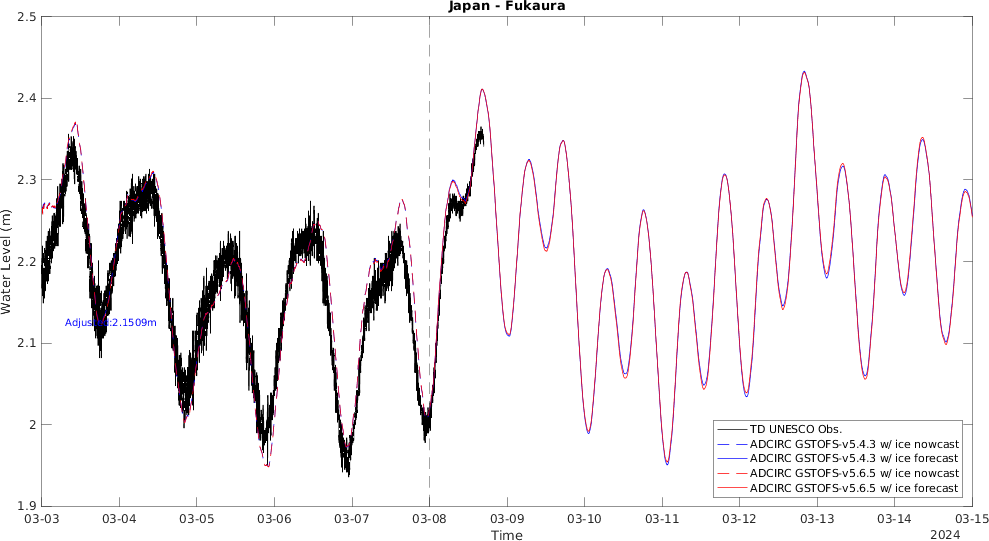 Japan - Fukaura
2.5
2.4
2.3
2.2
2.1
2
1.9
Water Level (m)
Adjusted:2.1509m
TD UNESCO Obs.
ADCIRC GSTOFS-v5.4.3 w/ ice nowcast
ADCIRC GSTOFS-v5.4.3 w/ ice forecast
ADCIRC GSTOFS-v5.6.5 w/ ice nowcast
ADCIRC GSTOFS-v5.6.5 w/ ice forecast
03-03 03-04 03-05 03-06 03-07 03-08 03-09 03-10 03-11 03-12 03-13 03-14 03-15
Time
2024